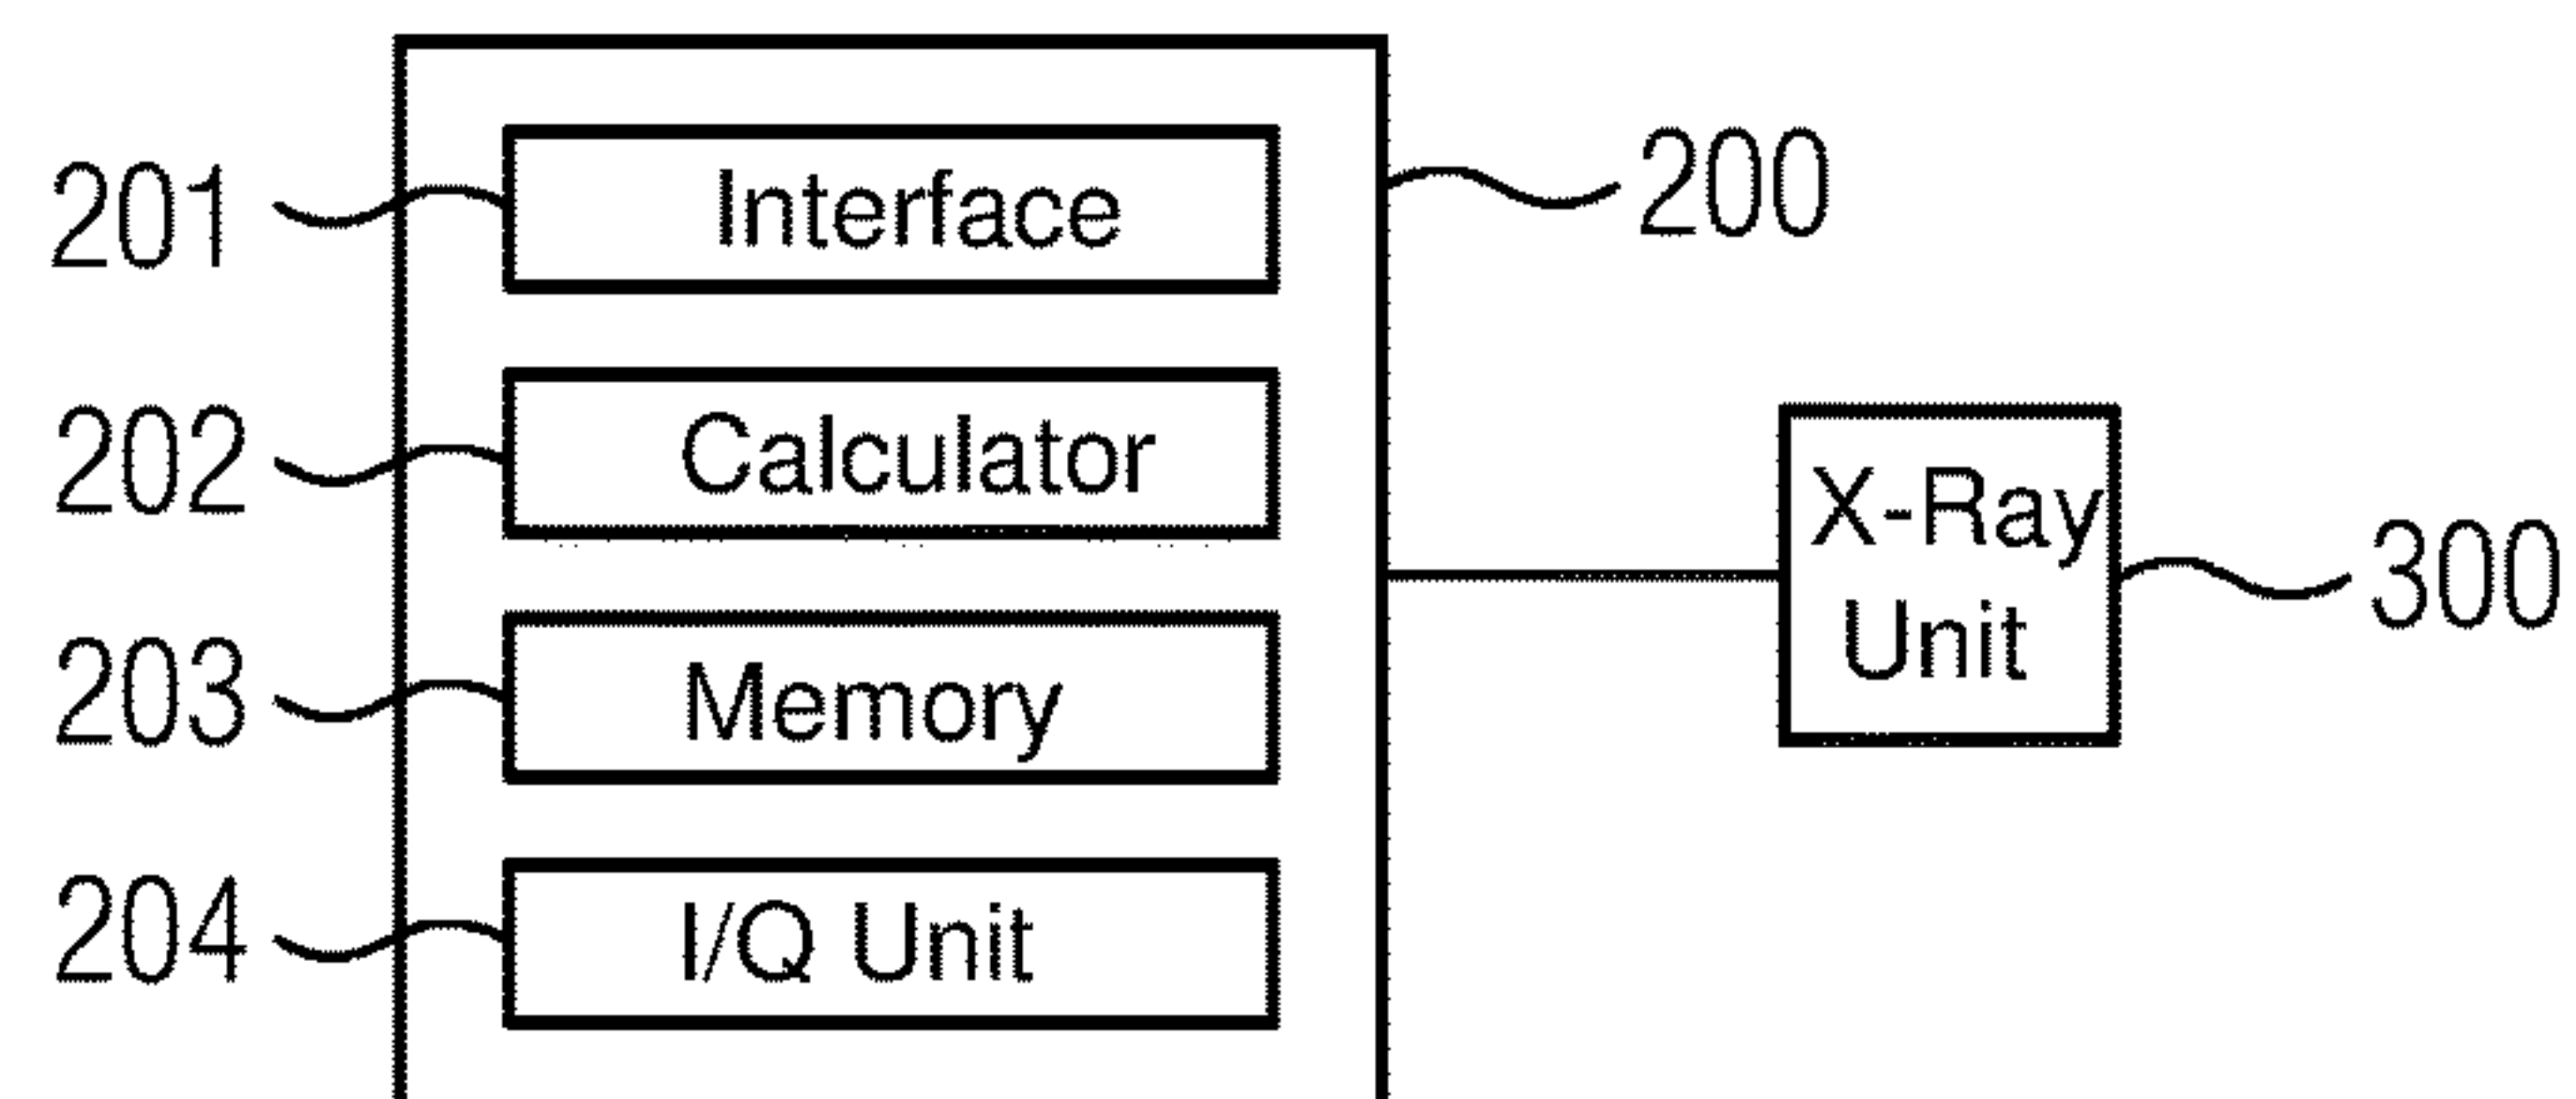 201
Interface
200
202
Calculator
X-Ray
Unit
300
203
Memory
204
I/Q Unit